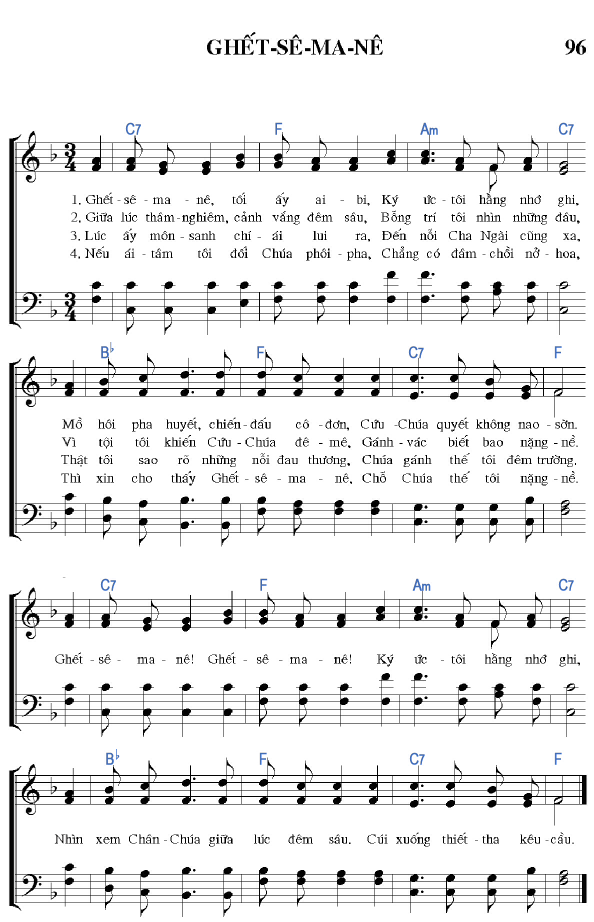 GHẾT-SÊ-MA-NÊ 96
C7 F Am C7
1. Ghết-sê-ma-nê, tối ấy ai-bi, Ký ức-tôi hằng nhớ ghi,
2. Giữa lúc thâm-nghiêm, cảnh vắng đêm sâu, Bỗng trí tôi nhìn những đâu,
3. Lúc ấy môn-sanh chí-ái lui ra, Đến nỗi Cha Ngài cũng xa,
4. Nếu ái-tâm tôi đối Chúa phôi-pha, Chẳng có đâm-chồi nở-hoa,
3/4
B♭ F C7 F
Mồ hôi pha huyết, chiến-đấu cô-đơn, Cứu-Chúa quyết không nao-sờn.
Vì tội tôi khiến Cứu-Chúa đê-mê, Gánh-vác biết bao nặng-nề.
Thật tôi sao rõ những nỗi đau thương, Chúa gánh thế tôi đêm trường.
Thì xin cho thấy Ghết-sê-ma-nê, Chỗ Chúa thế tôi nặng-nề.
C7 F Am C7
Ghết-sê-ma-nê! Ghết-sê-ma-nê! Ký ức-tôi hằng nhớ ghi,
B♭ F C7 F
Nhìn xem Chân-Chúa giữa lúc đêm sâu. Cúi xuống thiết-tha kêu-cầu.